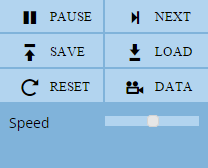 PAUSE NEXT
SAVE LOAD
RESET DATA
Speed